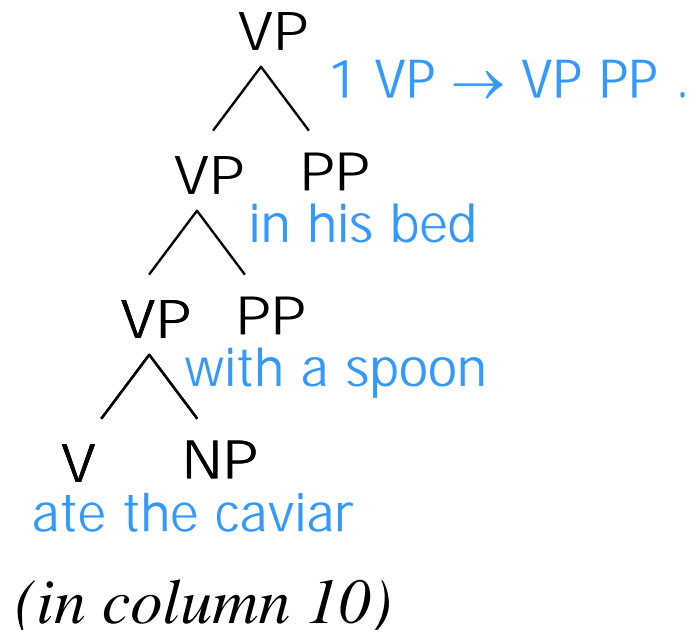 VP
1 VP → VP PP .
VP PP
in his bed
VP PP
with a spoon
V NP
ate the caviar
(in column 10)